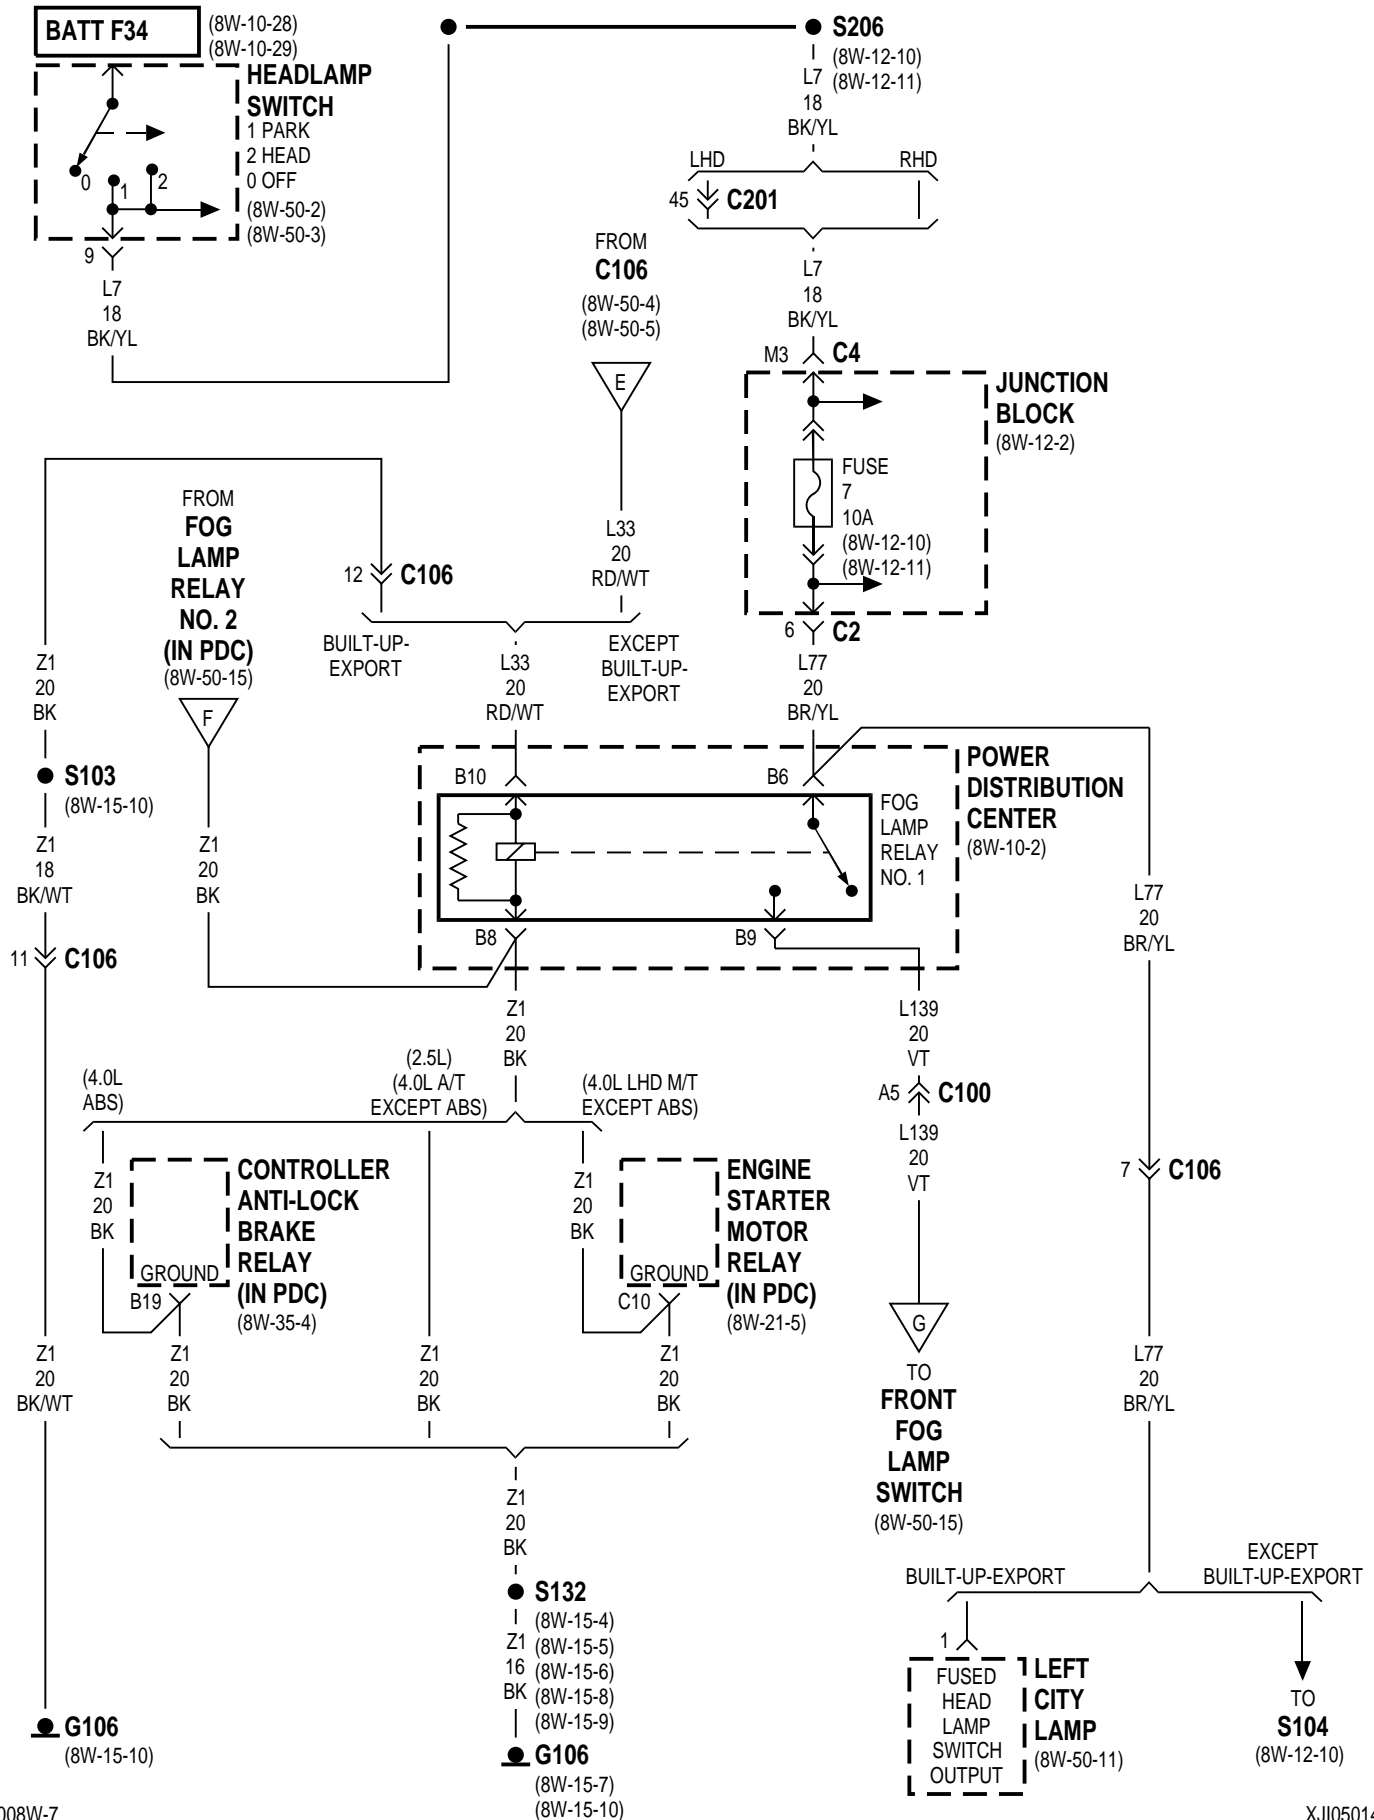 BATT F34
(8W-10-28)
(8W-10-29)
HEADLAMP
SWITCH
1 PARK
2 HEAD
0 OFF
(8W-50-2)
(8W-50-3)
0
1
2
9
L7
18
BK/YL
S206
(8W-12-10)
(8W-12-11)
L7
18
BK/YL
LHD
RHD
45
C201
L7
18
BK/YL
M3
C4
JUNCTION
BLOCK
(8W-12-2)
FUSE
7
10A
(8W-12-10)
(8W-12-11)
6
C2
L77
20
BR/YL
FROM
C106
(8W-50-4)
(8W-50-5)
E
L33
20
RD/WT
12
C106
BUILT-UP-
EXPORT
EXCEPT
BUILT-UP-
EXPORT
L33
20
RD/WT
FROM
FOG
LAMP
RELAY
NO. 2
(IN PDC)
(8W-50-15)
F
Z1
20
BK
Z1
20
BK
S103
(8W-15-10)
Z1
18
BK/WT
11
C106
B10
B6
FOG
LAMP
RELAY
NO. 1
POWER
DISTRIBUTION
CENTER
(8W-10-2)
B8
B9
Z1
20
BK
L139
20
VT
A5
C100
L139
20
VT
G
TO
FRONT
FOG
LAMP
SWITCH
(8W-50-15)
L77
20
BR/YL
7
C106
L77
20
BR/YL
(4.0L
ABS)
(2.5L)
(4.0L A/T
EXCEPT ABS)
(4.0L LHD M/T
EXCEPT ABS)
Z1
20
BK
GROUND
B19
CONTROLLER
ANTI-LOCK
BRAKE
RELAY
(IN PDC)
(8W-35-4)
Z1
20
BK
GROUND
C10
ENGINE
STARTER
MOTOR
RELAY
(IN PDC)
(8W-21-5)
Z1
20
BK/WT
Z1
20
BK
Z1
20
BK
Z1
20
BK
Z1
20
BK
S132
(8W-15-4)
(8W-15-5)
(8W-15-6)
(8W-15-8)
(8W-15-9)
Z1
16
BK
G106
(8W-15-7)
(8W-15-10)
G106
(8W-15-10)
BUILT-UP-EXPORT
EXCEPT
BUILT-UP-EXPORT
1
FUSED
HEAD
LAMP
SWITCH
OUTPUT
LEFT
CITY
LAMP
(8W-50-11)
TO
S104
(8W-12-10)
008W-7
XJI05014